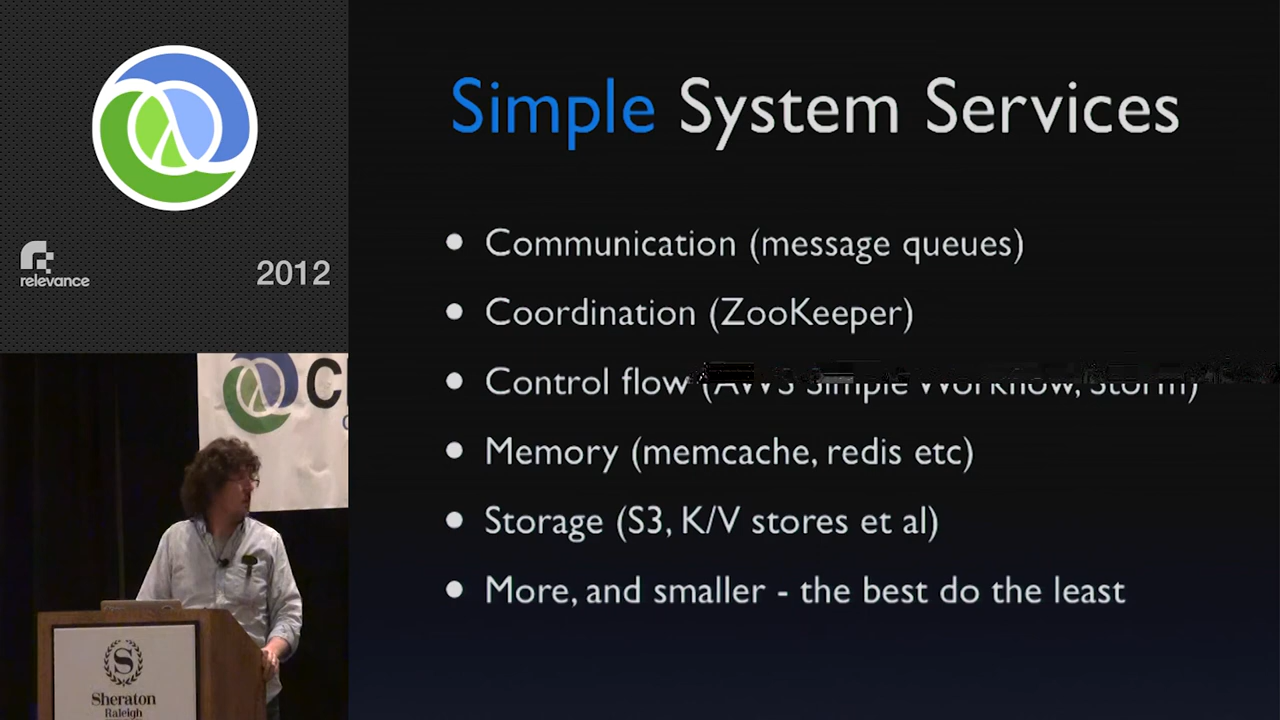 Simple System Services
relevance
2012
• Communication (message queues)
• Coordination (ZooKeeper)
• Control flow (AWS Simple Workflow, Storm)
• Memory (memcache, redis etc)
• Storage (S3, K/V stores et al)
• More, and smaller - the best do the least
C
S
Sheraton
Raleigh